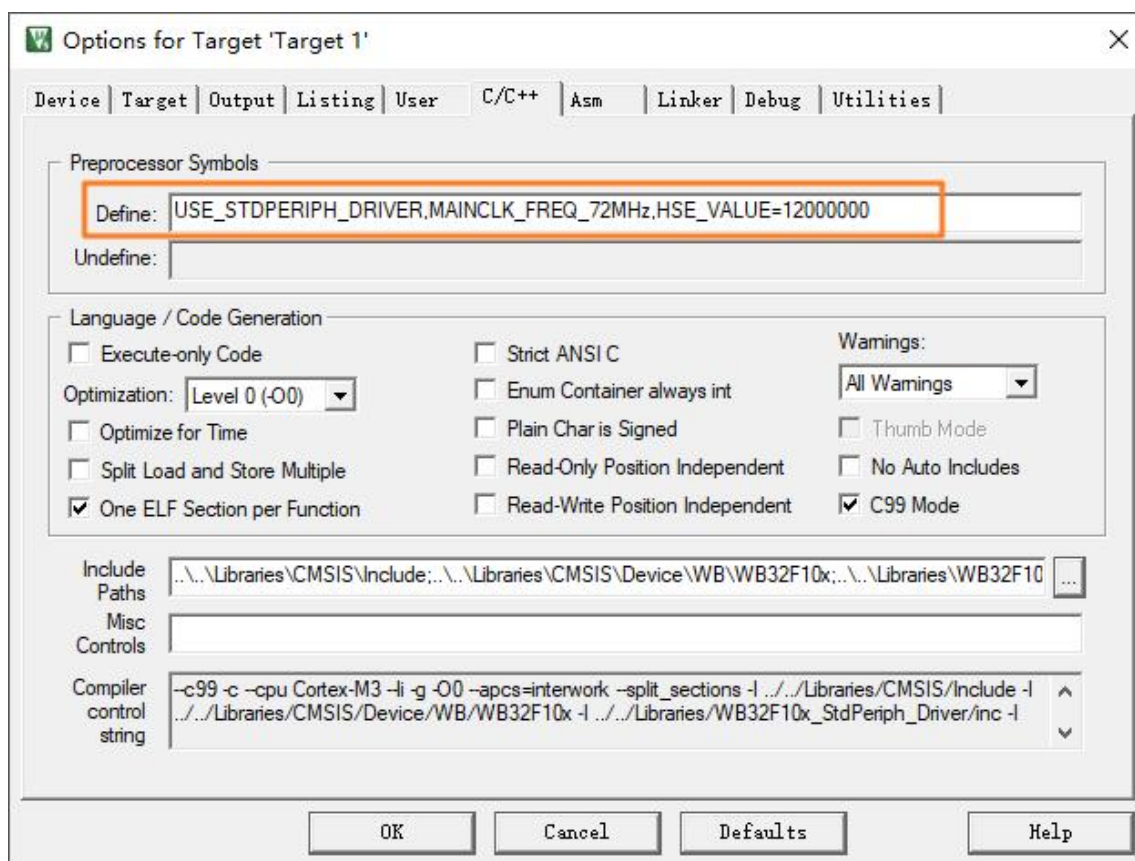 Options for Target 'Target 1'
Device Target Output Listing User C/C++ Asm Linker Debug Utilities
Preprocessor Symbols
Define: USE_STDPERIPH_DRIVER,MAINCLK_FREQ_72MHz,HSE_VALUE=12000000
Undefine:
Language / Code Generation
Execute-only Code
Strict ANSI C
Warnings:
Optimization: Level 0 (-O0)
Enum Container always int
All Warnings
Optimize for Time
Plain Char is Signed
Thumb Mode
Split Load and Store Multiple
Read-Only Position Independent
No Auto Includes
One ELF Section per Function
Read-Write Position Independent
C99 Mode
Include Paths
..\..\Libraries\CMSIS\Include;..\..\Libraries\CMSIS\Device\WB\WB32F10x;..\..\Libraries\WB32F10
...
Misc Controls
Compiler control string
--c99 -c --cpu Cortex-M3 --li -g -O0 --apcs=interwork --split_sections -I ../../Libraries/CMSIS/Include -I
../../Libraries/CMSIS/Device/WB/WB32F10x -I ../../Libraries/WB32F10x_StdPeriph_Driver/inc -I
OK Cancel Defaults Help